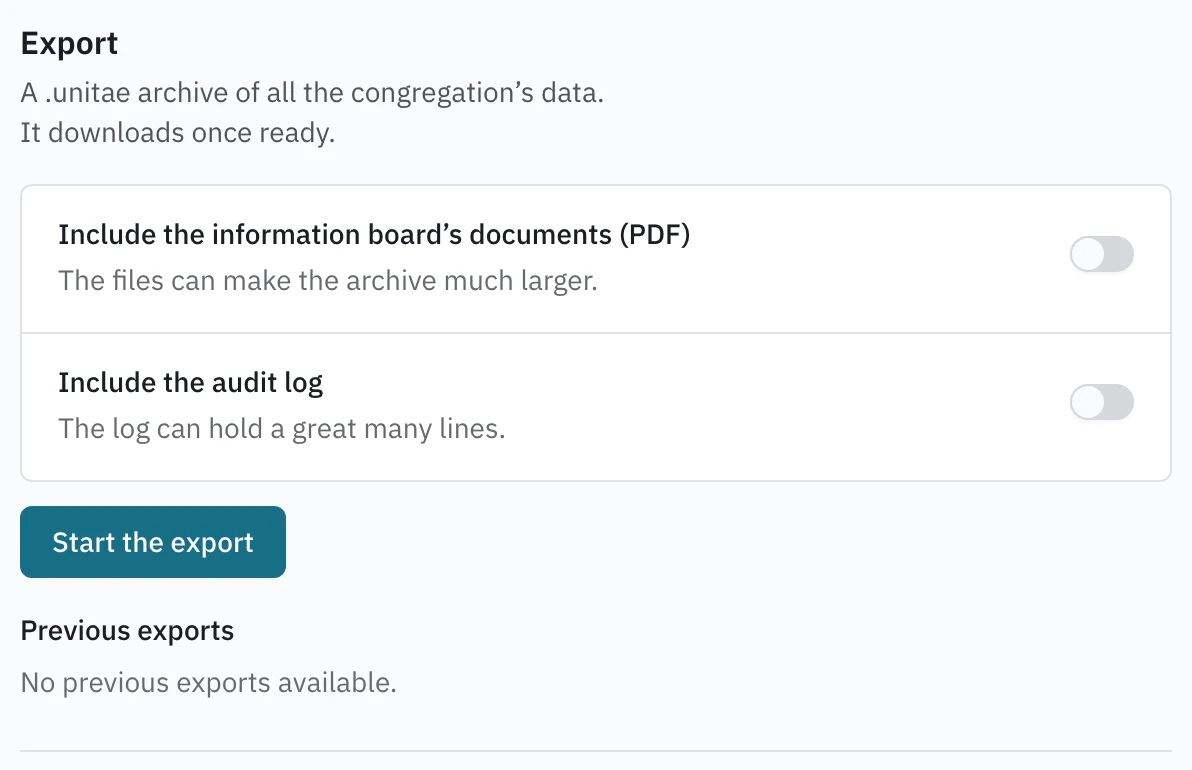 Export
A .unitae archive of all the congregation’s data.
It downloads once ready.
Include the information board’s documents (PDF)
The files can make the archive much larger.
Include the audit log
The log can hold a great many lines.
Start the export
Previous exports
No previous exports available.